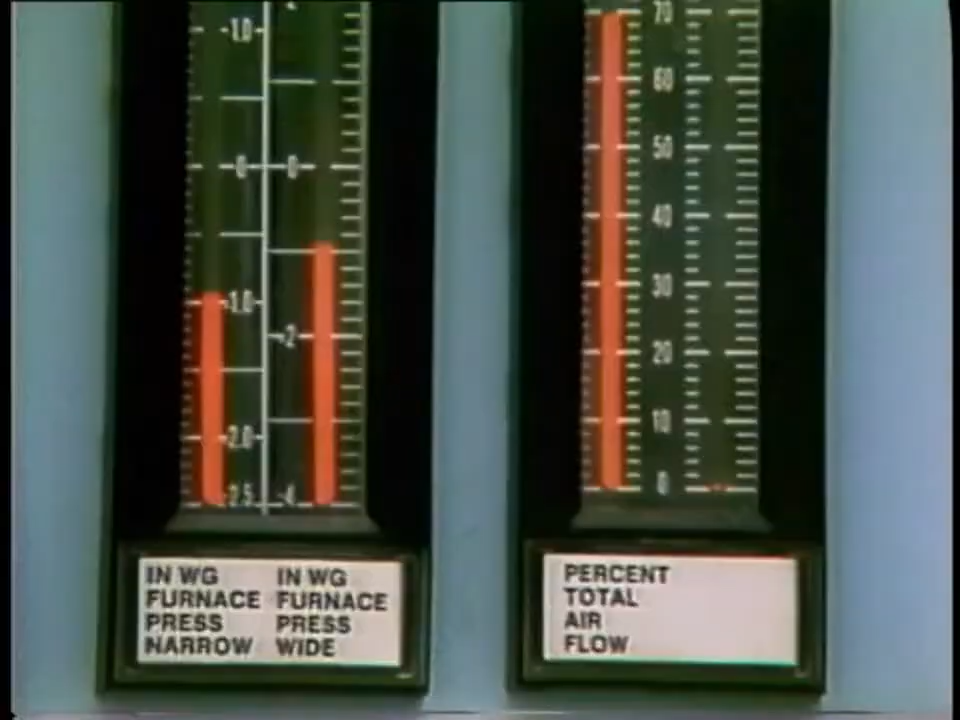 -1.0-
-0- -0-
-1.0-
-2-
-2.0-
-2.5 -4
70
60
50
40
30
20
10
0
IN WG IN WG
FURNACE FURNACE
PRESS PRESS
NARROW WIDE
PERCENT
TOTAL
AIR
FLOW